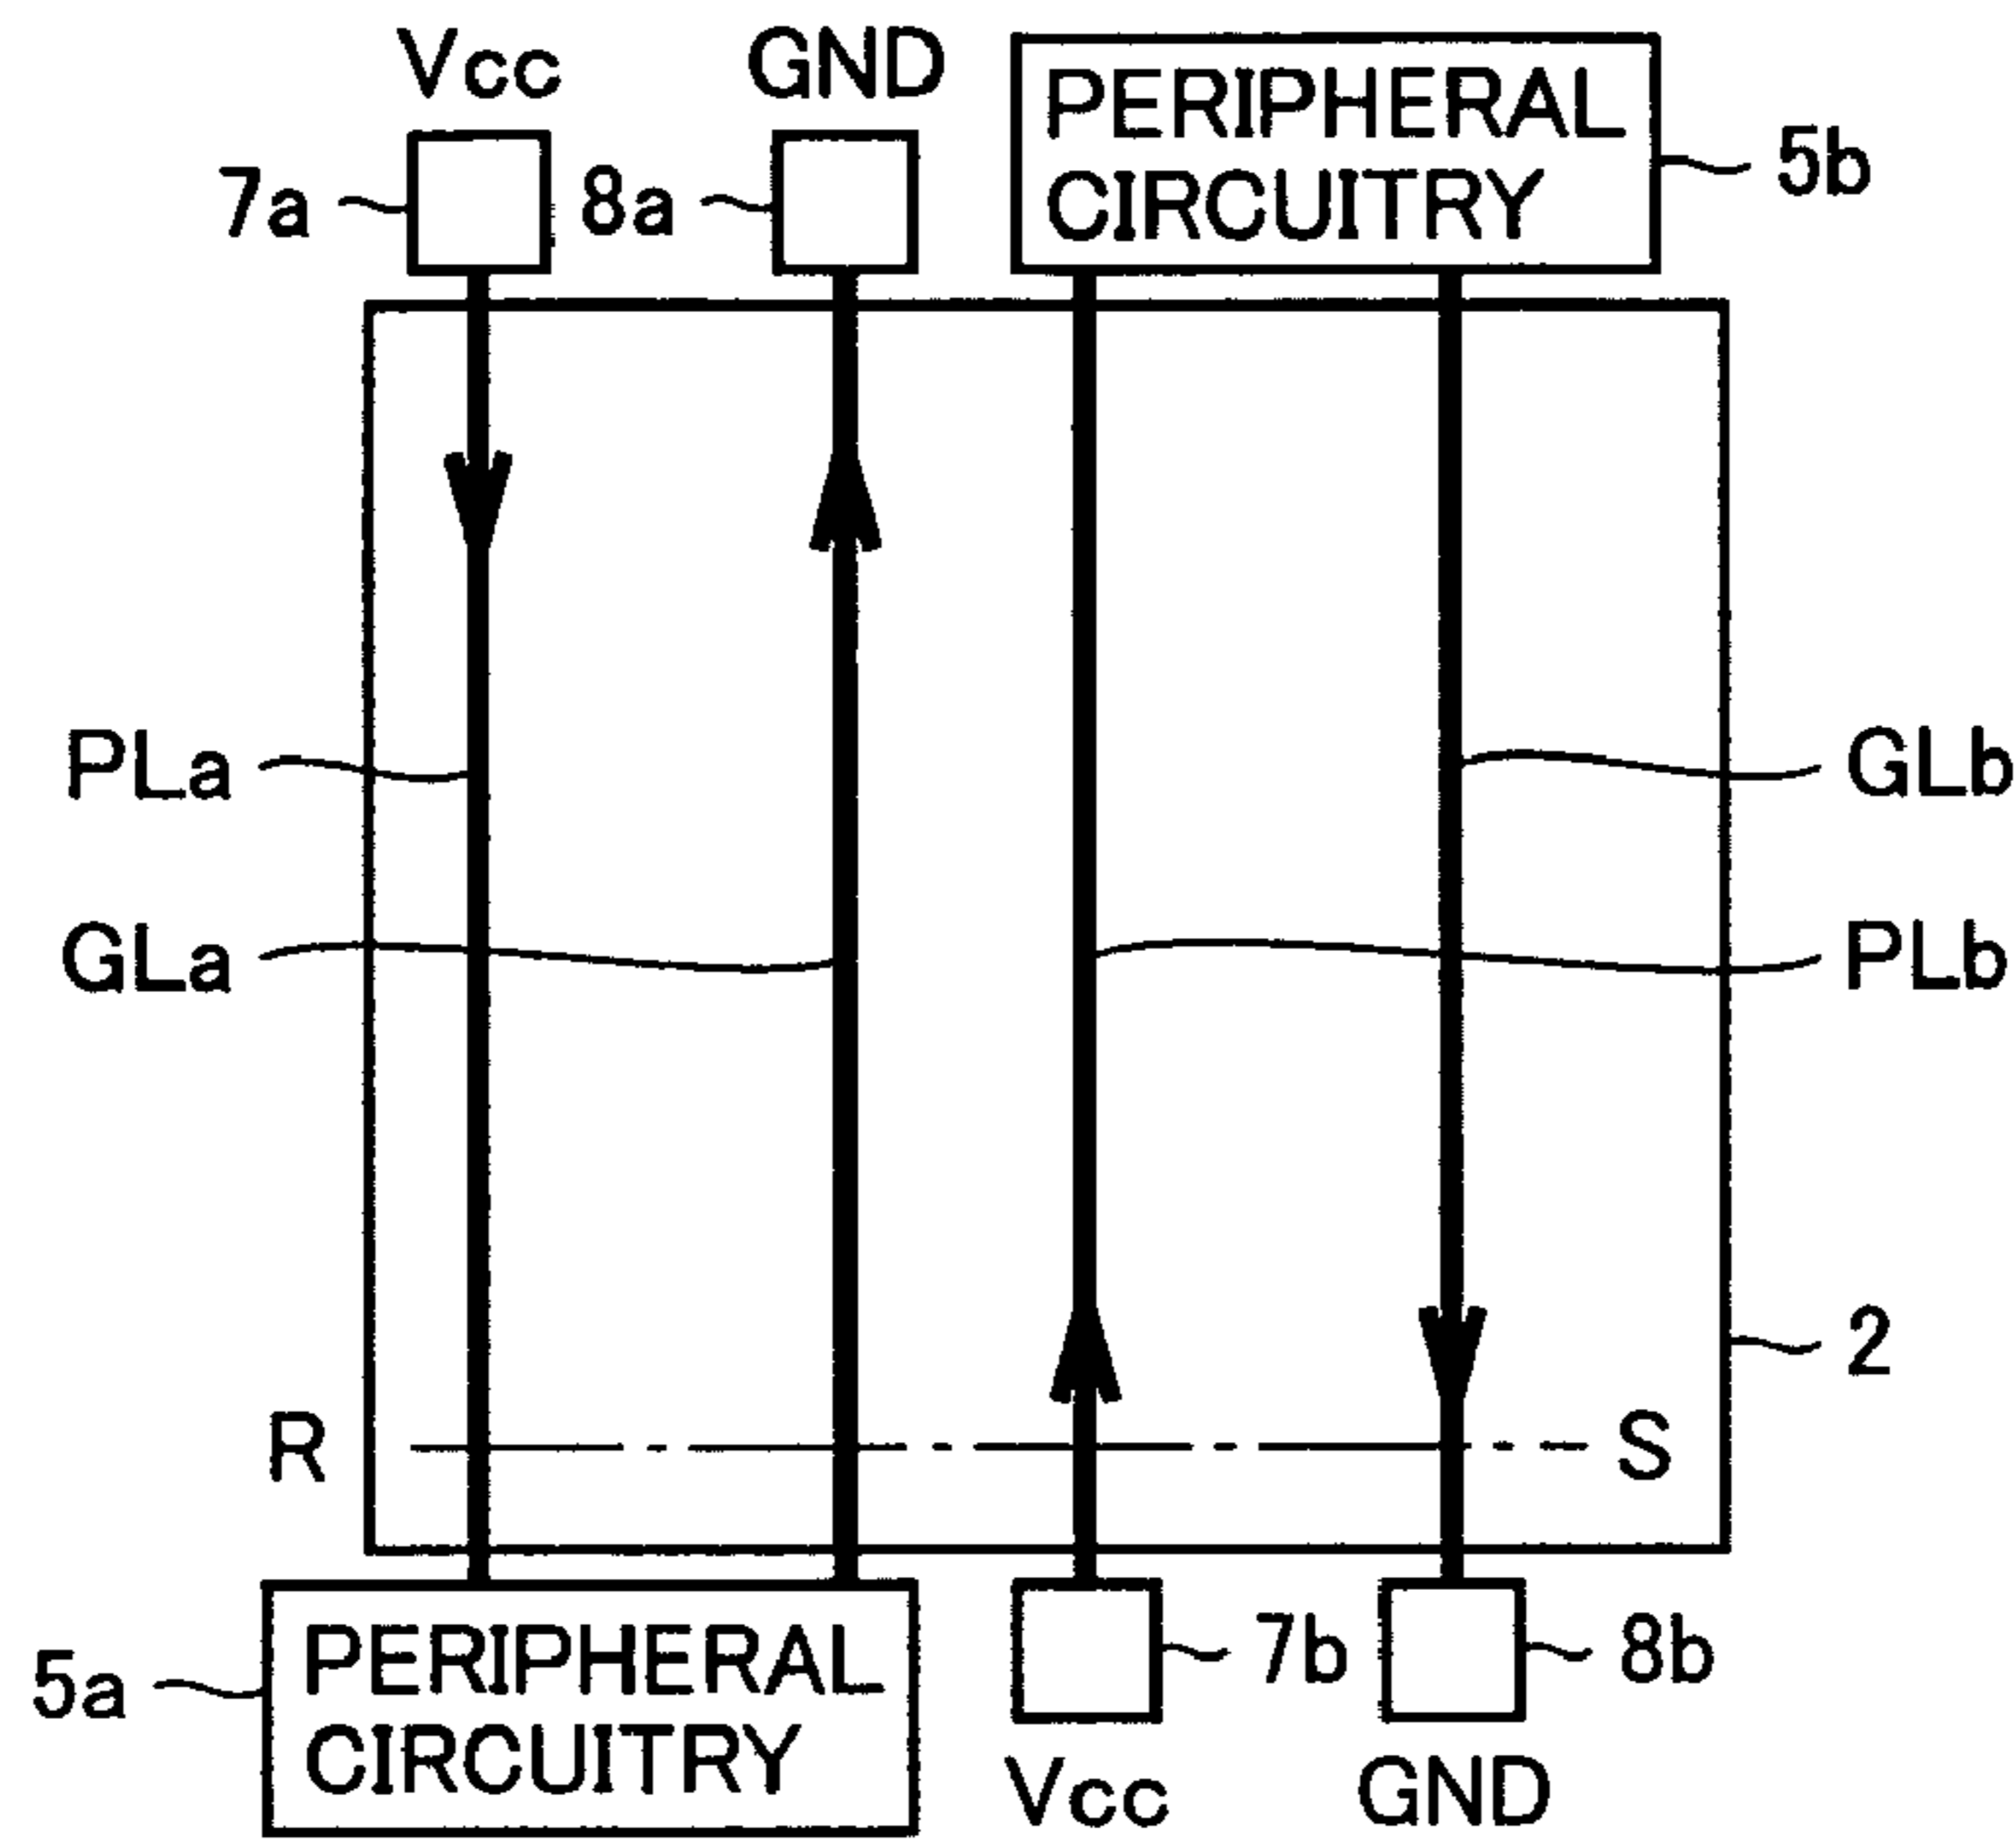 Vcc
GND
PERIPHERAL
CIRCUITRY
5b
7a
8a
PLa
GLb
GLa
PLb
2
R
S
5a
PERIPHERAL
CIRCUITRY
7b
8b
Vcc
GND